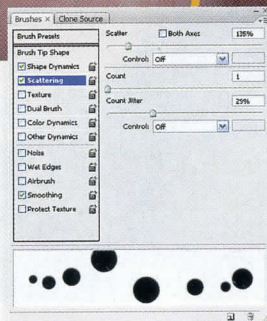 Brushes × Clone Source
Brush Presets
Brush Tip Shape
Shape Dynamics
Scattering
Texture
Dual Brush
Color Dynamics
Other Dynamics
Noise
Wet Edges
Airbrush
Smoothing
Protect Texture
Scatter Both Axes 135%
Control: Off
Count 1
Count Jitter 29%
Control: Off